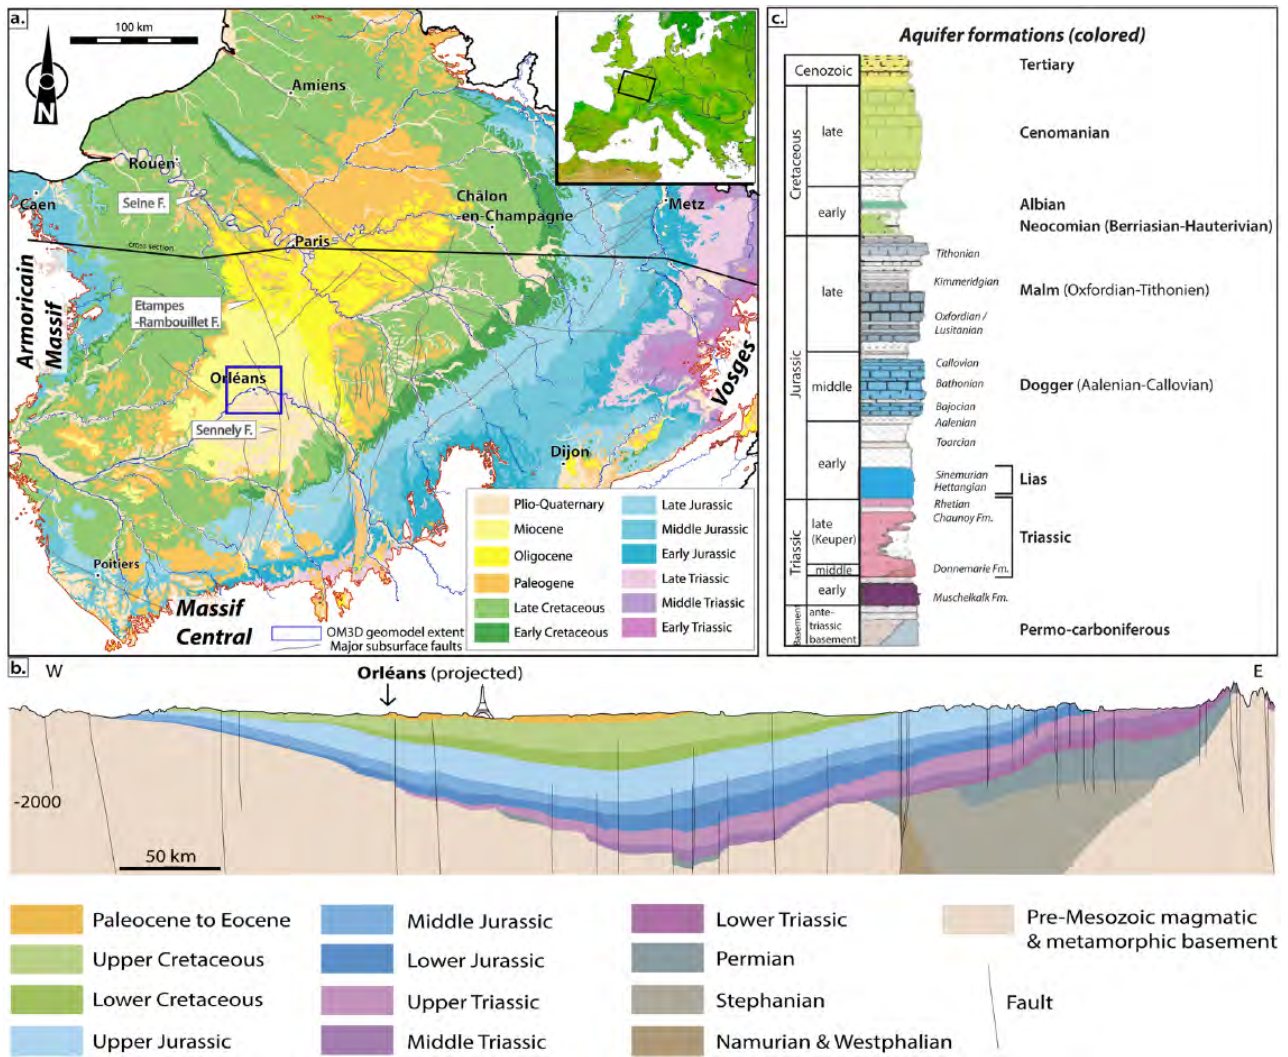 a.
100 km
N
Amiens
Rouen
Seine F.
Caen
Châlon
-en-Champagne
Metz
cross section
Paris
Armoricain
Massif
Etampes
-Rambouillet F.
Orléans
Sennely F.
Vosges
Dijon
Poitiers
Massif
Central
Plio-Quaternary
Miocene
Oligocene
Paleogene
Late Cretaceous
Early Cretaceous
Late Jurassic
Middle Jurassic
Early Jurassic
Late Triassic
Middle Triassic
Early Triassic
OM3D geomodel extent
Major subsurface faults
c.
Aquifer formations (colored)
Cenozoic
Tertiary
Cretaceous
late
Cenomanian
early
Albian
Neocomian (Berriasian-Hauterivian)
Jurassic
late
Tithonian
Kimmeridgian
Malm (Oxfordian-Tithonien)
Oxfordian /
Lusitanian
middle
Callovian
Bathonian
Dogger (Aalenian-Callovian)
Bajocian
Aalenian
early
Toarcian
Sinemurian
Hettangian
Lias
Triassic
Rhetian
late
(Keuper)
Chaunoy Fm.
Triassic
middle
Donnemarie Fm.
early
Muschelkalk Fm.
Basement
ante-
triassic
basement
Permo-carboniferous
b.
W
Orléans (projected)
E
-2000
50 km
Paleocene to Eocene
Upper Cretaceous
Lower Cretaceous
Upper Jurassic
Middle Jurassic
Lower Jurassic
Upper Triassic
Middle Triassic
Lower Triassic
Permian
Stephanian
Namurian & Westphalian
Pre-Mesozoic magmatic
& metamorphic basement
Fault